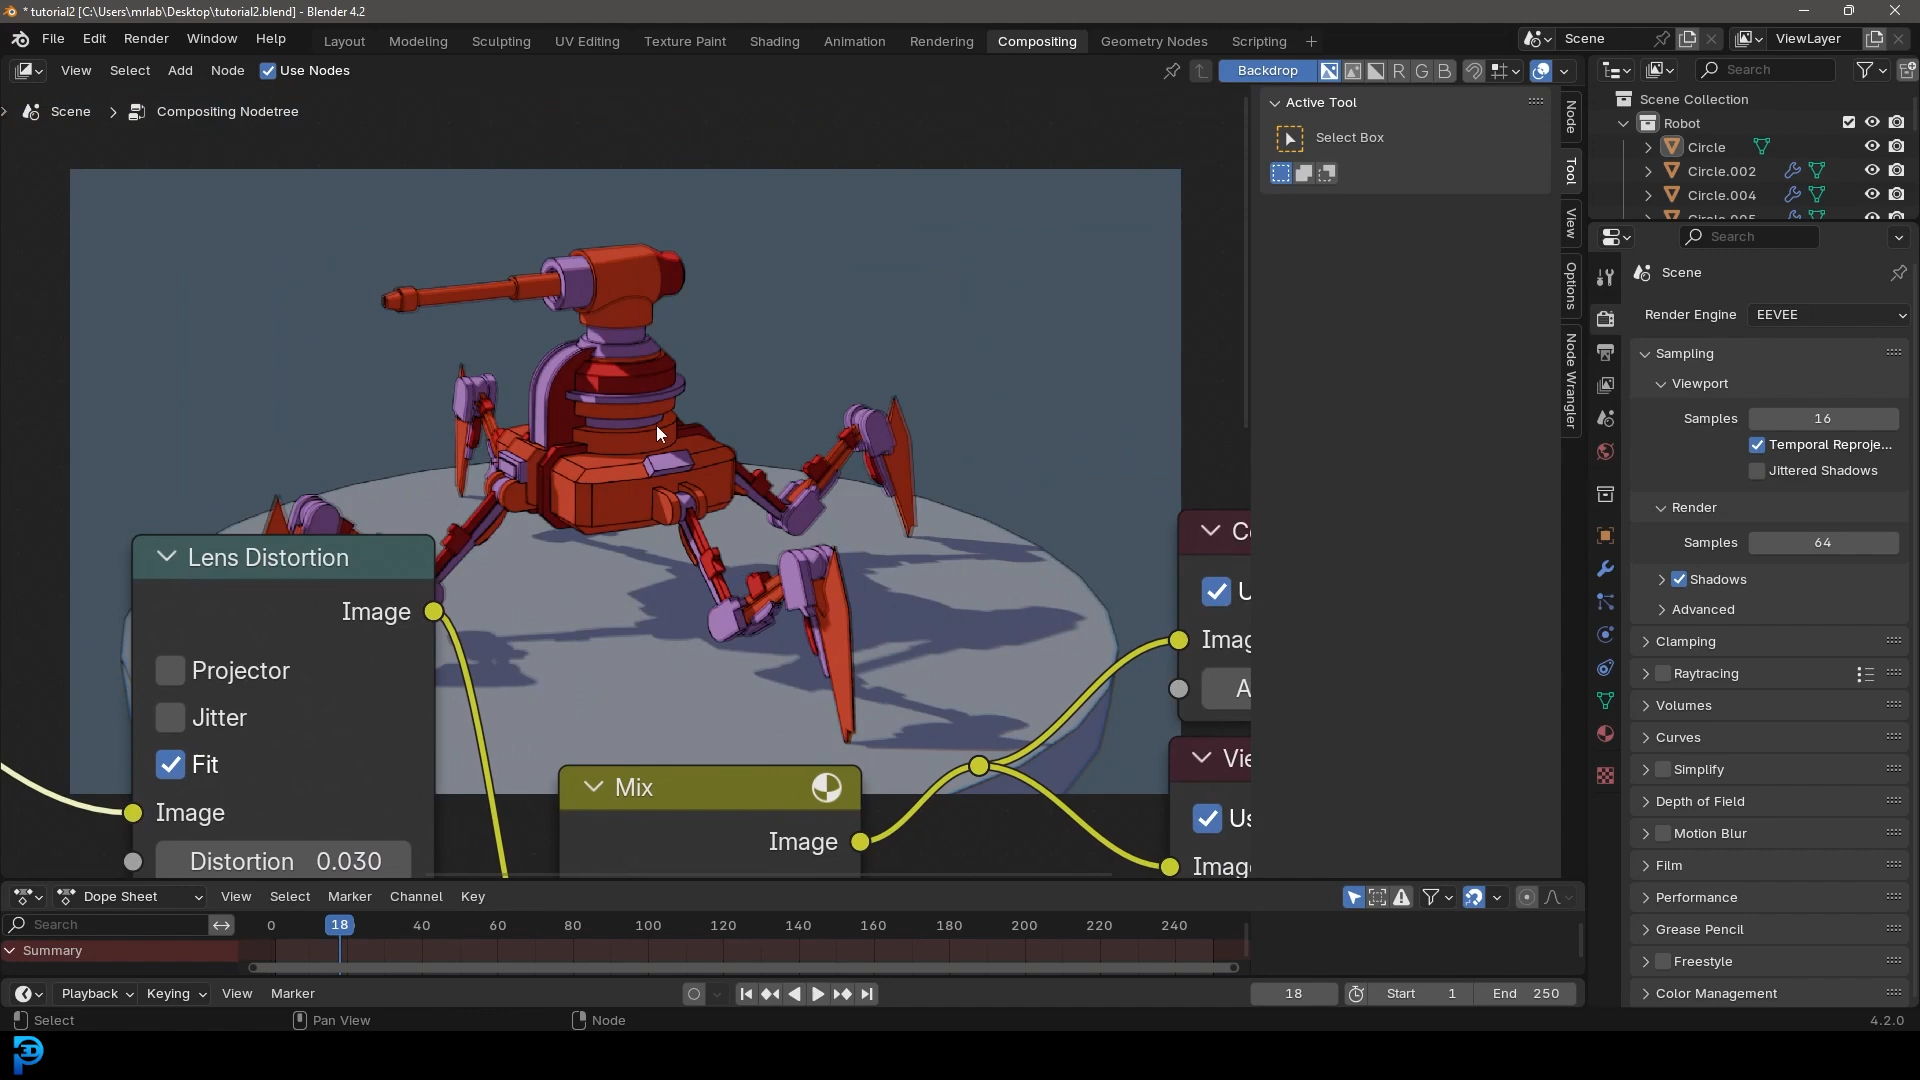 * tutorial2 [C:\Users\mrlab\Desktop\tutorial2.blend] - Blender 4.2
File Edit Render Window Help
Layout Modeling Sculpting UV Editing Texture Paint Shading Animation Rendering Compositing Geometry Nodes Scripting +
Scene
ViewLayer
View Select Add Node Use Nodes
Backdrop
R G B
Search
Scene > Compositing Nodetree
Active Tool
Select Box
Node
Tool
View
Options
Node Wrangler
Scene Collection
Robot
Circle
Circle.002
Circle.004
Circle.005
Search
Scene
Render Engine EEVEE
Sampling
Viewport
Samples 16
Temporal Reproje...
Jittered Shadows
Render
Samples 64
Shadows
Advanced
Clamping
Raytracing
Volumes
Curves
Simplify
Depth of Field
Motion Blur
Film
Performance
Grease Pencil
Freestyle
Color Management
Lens Distortion
Image
Projector
Jitter
Fit
Image
Distortion 0.030
Mix
Image
Imag
A
Vie
Imag
Dope Sheet View Select Marker Channel Key
Search
0 18 40 60 80 100 120 140 160 180 200 220 240
Summary
Playback Keying View Marker
18 Start 1 End 250
Select Pan View Node
4.2.0